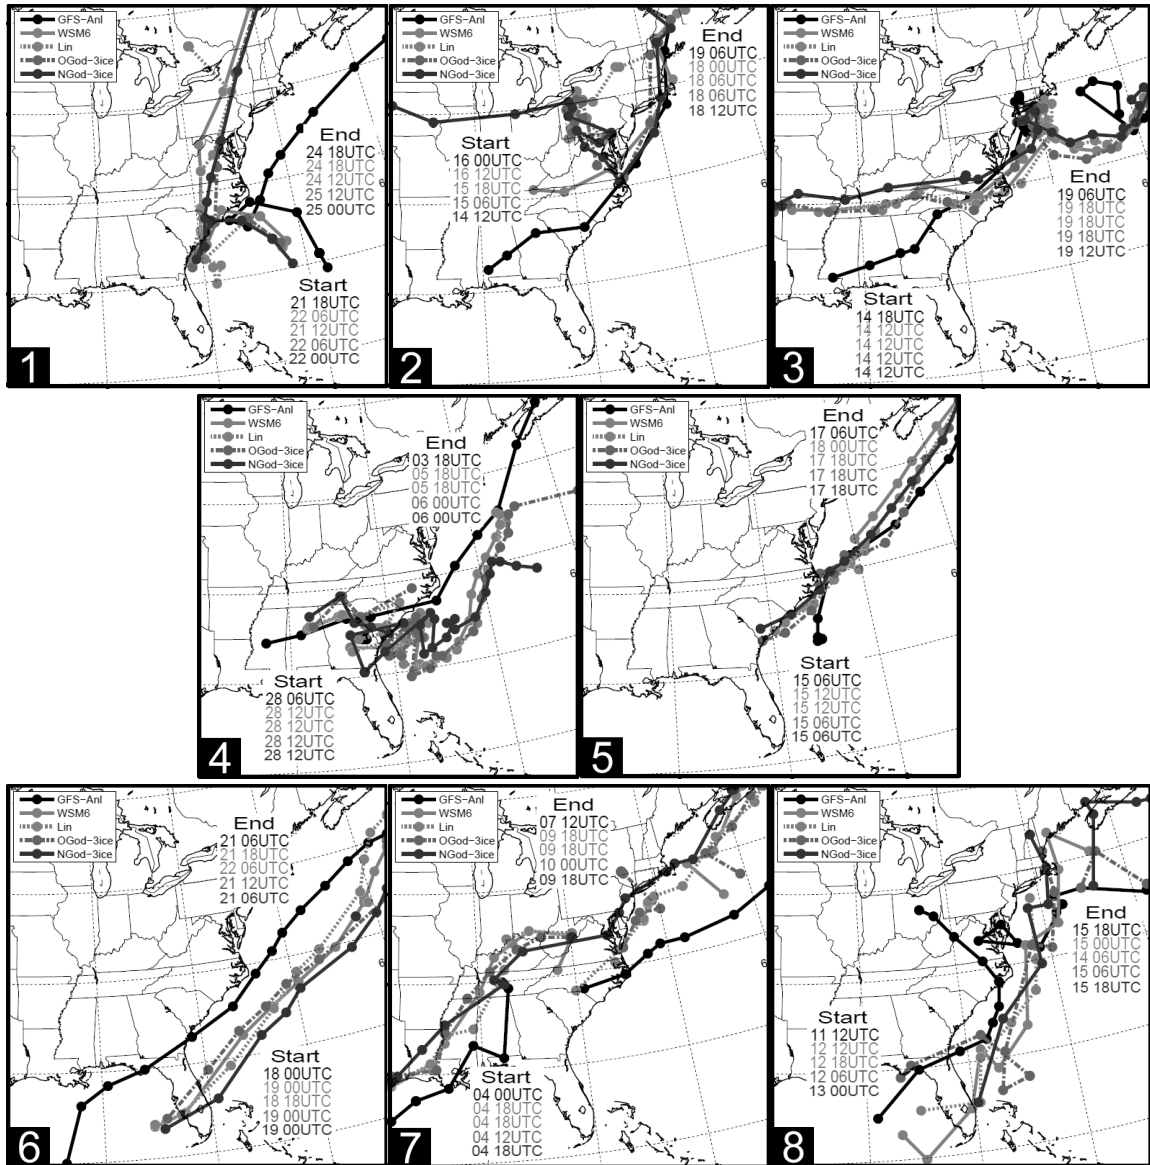 GFS-Anl
WSM6
Lin
OGod-3ice
NGod-3ice
End
24 18UTC
24 18UTC
24 12UTC
25 12UTC
25 00UTC
Start
21 18UTC
22 06UTC
21 12UTC
22 06UTC
22 00UTC
1
GFS-Anl
WSM6
Lin
OGod-3ice
NGod-3ice
End
19 06UTC
18 00UTC
18 06UTC
18 06UTC
18 12UTC
Start
16 00UTC
16 12UTC
15 18UTC
15 06UTC
14 12UTC
2
GFS-Anl
WSM6
Lin
OGod-3ice
NGod-3ice
End
19 06UTC
19 18UTC
19 18UTC
19 18UTC
19 12UTC
Start
14 18UTC
14 12UTC
14 12UTC
14 12UTC
14 12UTC
3
GFS-Anl
WSM6
Lin
OGod-3ice
NGod-3ice
End
03 18UTC
05 18UTC
05 18UTC
06 00UTC
06 00UTC
6
Start
28 06UTC
28 12UTC
28 12UTC
28 12UTC
28 12UTC
4
GFS-Anl
WSM6
Lin
OGod-3ice
NGod-3ice
End
17 06UTC
18 00UTC
17 18UTC
17 18UTC
17 18UTC
6
Start
15 06UTC
15 12UTC
15 12UTC
15 06UTC
15 06UTC
5
GFS-Anl
WSM6
Lin
OGod-3ice
NGod-3ice
End
21 06UTC
21 18UTC
22 06UTC
21 12UTC
21 06UTC
6
Start
18 00UTC
19 00UTC
18 18UTC
19 00UTC
19 00UTC
6
GFS-Anl
WSM6
Lin
OGod-3ice
NGod-3ice
End
07 12UTC
09 18UTC
09 18UTC
10 00UTC
09 18UTC
6
Start
04 00UTC
04 18UTC
04 18UTC
04 12UTC
04 18UTC
7
GFS-Anl
WSM6
Lin
OGod-3ice
NGod-3ice
End
15 18UTC
15 00UTC
14 06UTC
15 06UTC
15 18UTC
Start
11 12UTC
12 12UTC
12 18UTC
12 06UTC
13 00UTC
8